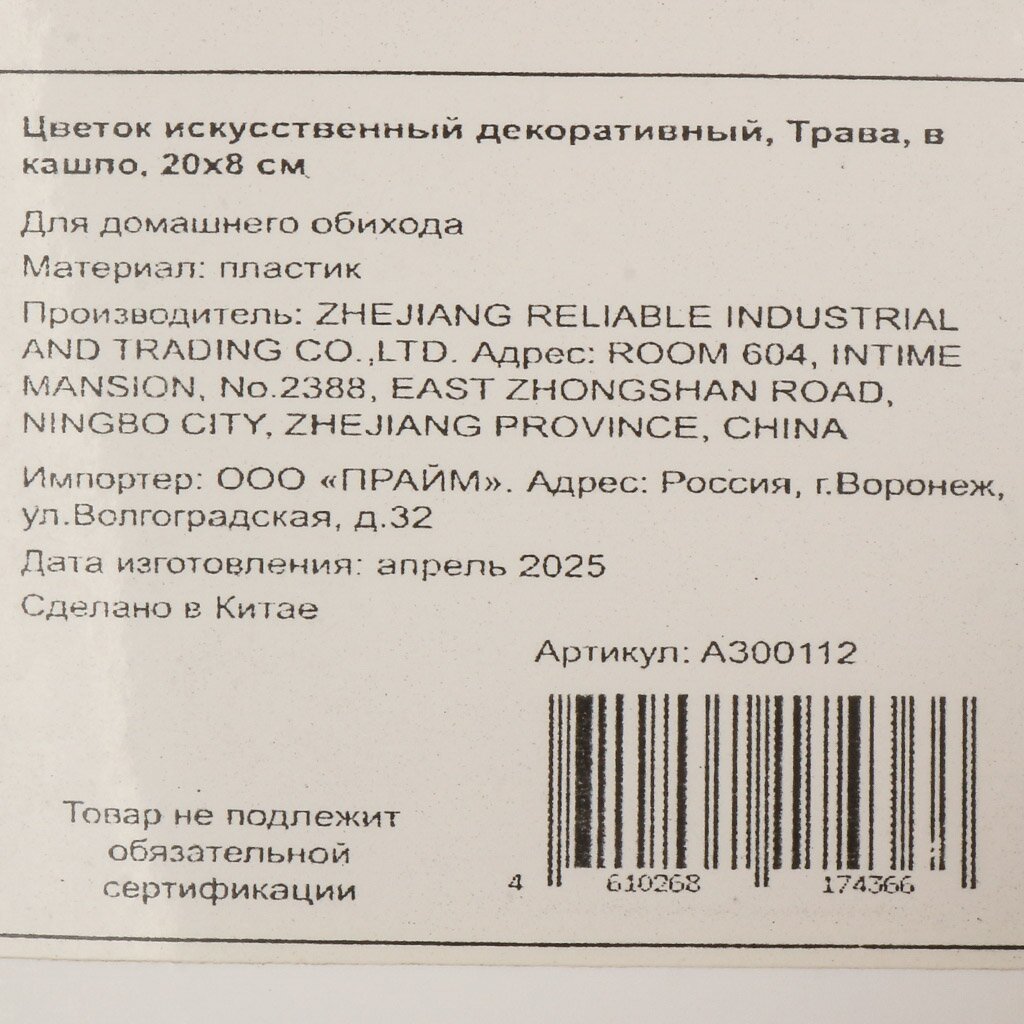 Цветок искусственный декоративный, Трава, в
кашпо, 20х8 см
Для домашнего обихода
Материал: пластик
Производитель: ZHEJIANG RELIABLE INDUSTRIAL
AND TRADING CO.,LTD. Адрес: ROOM 604, INTIME
MANSION, No.2388, EAST ZHONGSHAN ROAD,
NINGBO CITY, ZHEJIANG PROVINCE, CHINA
Импортер: ООО «ПРАЙМ». Адрес: Россия, г.Воронеж,
ул.Волгоградская, д.32
Дата изготовления: апрель 2025
Сделано в Китае
Артикул: А300112
Товар не подлежит
обязательной
сертификации
4 610268 174366